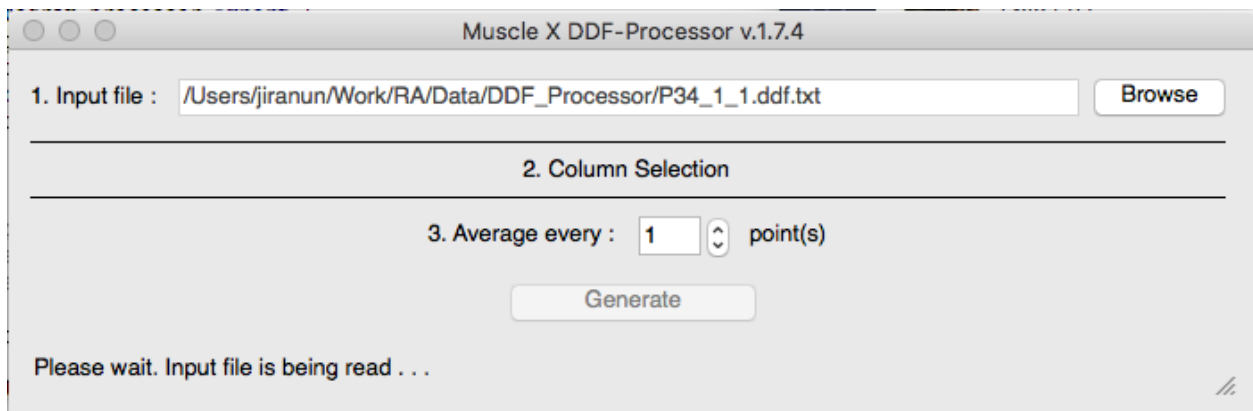 Muscle X DDF-Processor v.1.7.4
1. Input file : /Users/jiranun/Work/RA/Data/DDF_Processor/P34_1_1.ddf.txt Browse
2. Column Selection
3. Average every : 1 point(s)
Generate
Please wait. Input file is being read . . .